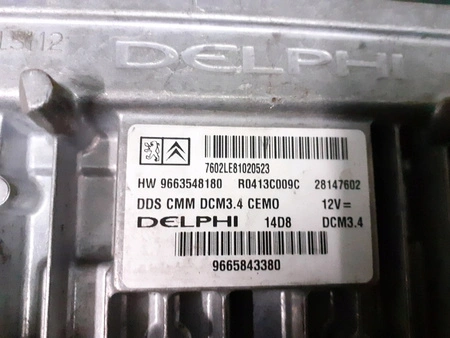 DELPHI
7602LE81020523
HW 9663548180 R0413C009C 28147602
DDS CMM DCM3.4 CEMO 12V=
DELPHI 14D8 DCM3.4
9665843380